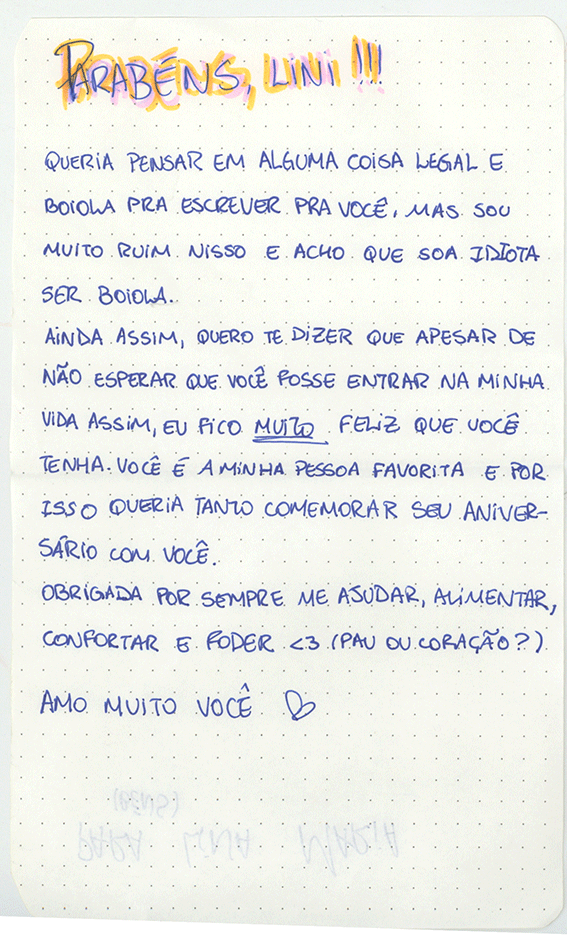 PARABÉNS, LINI!!!
QUERIA PENSAR EM ALGUMA COISA LEGAL E
BOIOLA PRA ESCREVER PRA VOCÊ, MAS SOU
MUITO RUIM NISSO E ACHO QUE SOA IDIOTA
SER BOIOLA.
AINDA ASSIM, QUERO TE DIZER QUE APESAR DE
NÃO ESPERAR QUE VOCÊ FOSSE ENTRAR NA MINHA
VIDA ASSIM, EU FICO MUITO FELIZ QUE VOCÊ
TENHA. VOCÊ É A MINHA PESSOA FAVORITA E POR
ISSO QUERIA TANTO COMEMORAR SEU ANIVER-
SÁRIO COM VOCÊ.
OBRIGADA POR SEMPRE ME AJUDAR, ALIMENTAR,
CONFORTAR E FODER <3 (PAU OU CORAÇÃO?)
AMO MUITO VOCÊ ♡